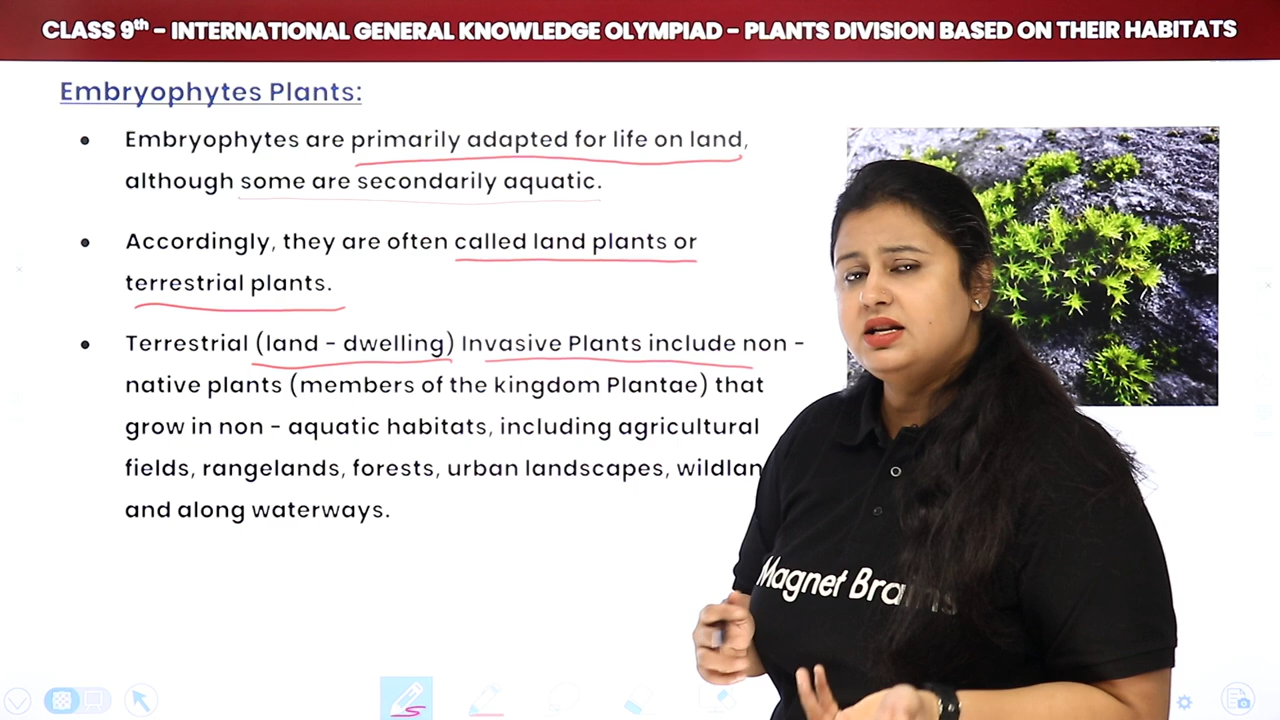 CLASS 9th - INTERNATIONAL GENERAL KNOWLEDGE OLYMPIAD - PLANTS DIVISION BASED ON THEIR HABITATS
Embryophytes Plants:
• Embryophytes are primarily adapted for life on land,
although some are secondarily aquatic.
• Accordingly, they are often called land plants or
terrestrial plants.
• Terrestrial (land - dwelling) Invasive Plants include non -
native plants (members of the kingdom Plantae) that
grow in non - aquatic habitats, including agricultural
fields, rangelands, forests, urban landscapes,
and along waterways.
Magnet Brains